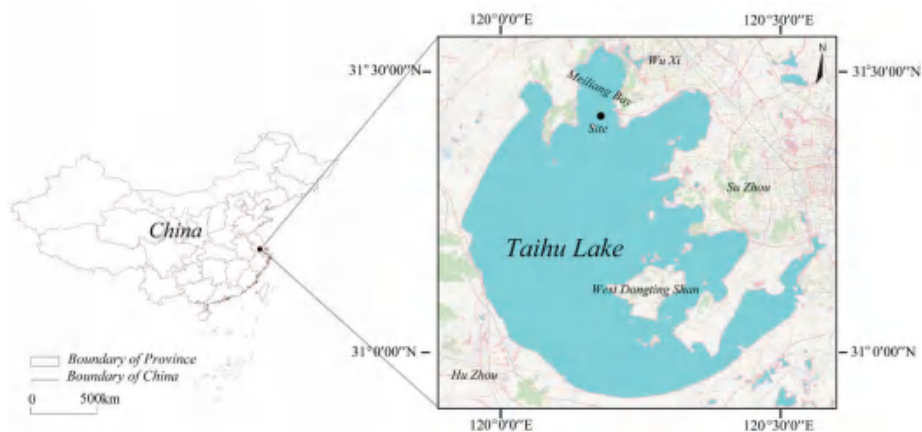 120°0′0″E
120°30′0″E
31°30′00″N
31°30′00″N
N
Wu Xi
Meiliang Bay
Site
Su Zhou
China
Taihu Lake
West Dongting Shan
Boundary of Province
Boundary of China
0 500km
31°0′00″N
31°0′00″N
Hu Zhou
120°0′0″E
120°30′0″E